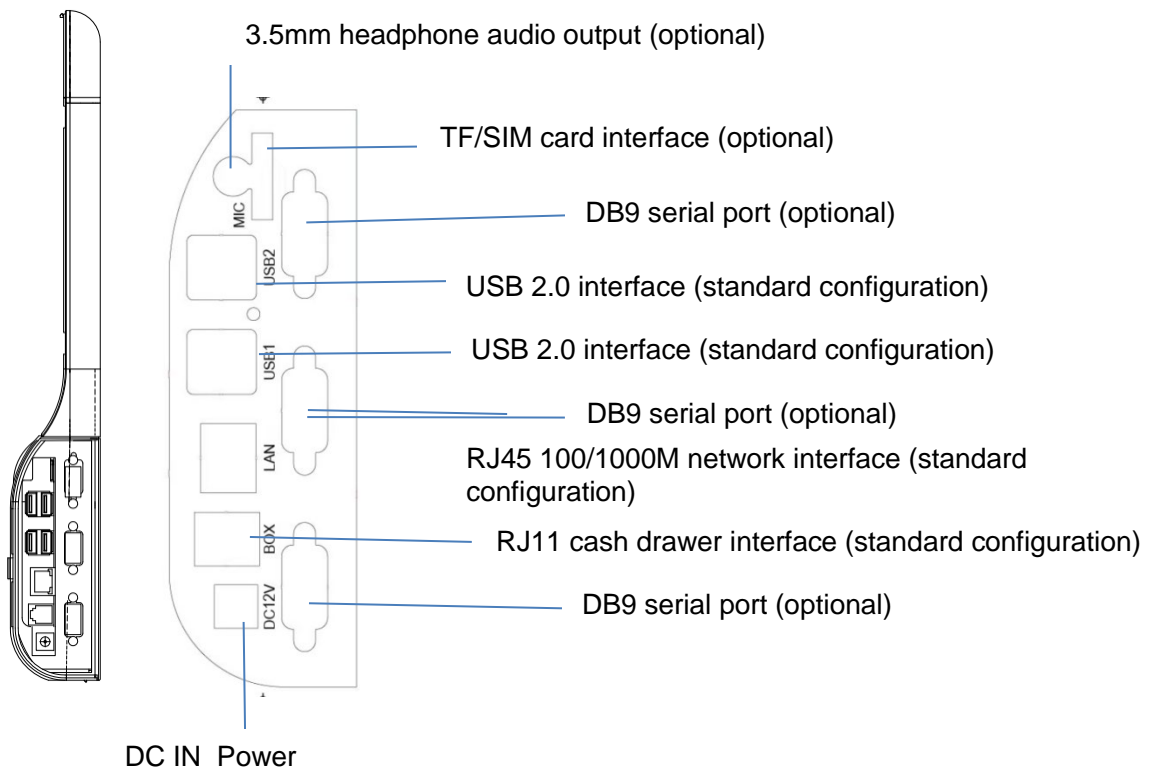 3.5mm headphone audio output (optional)
TF/SIM card interface (optional)
MIC
DB9 serial port (optional)
USB2
USB 2.0 interface (standard configuration)
USB1
USB 2.0 interface (standard configuration)
DB9 serial port (optional)
LAN
RJ45 100/1000M network interface (standard
configuration)
BOX
RJ11 cash drawer interface (standard configuration)
DC12V
DB9 serial port (optional)
DC IN Power